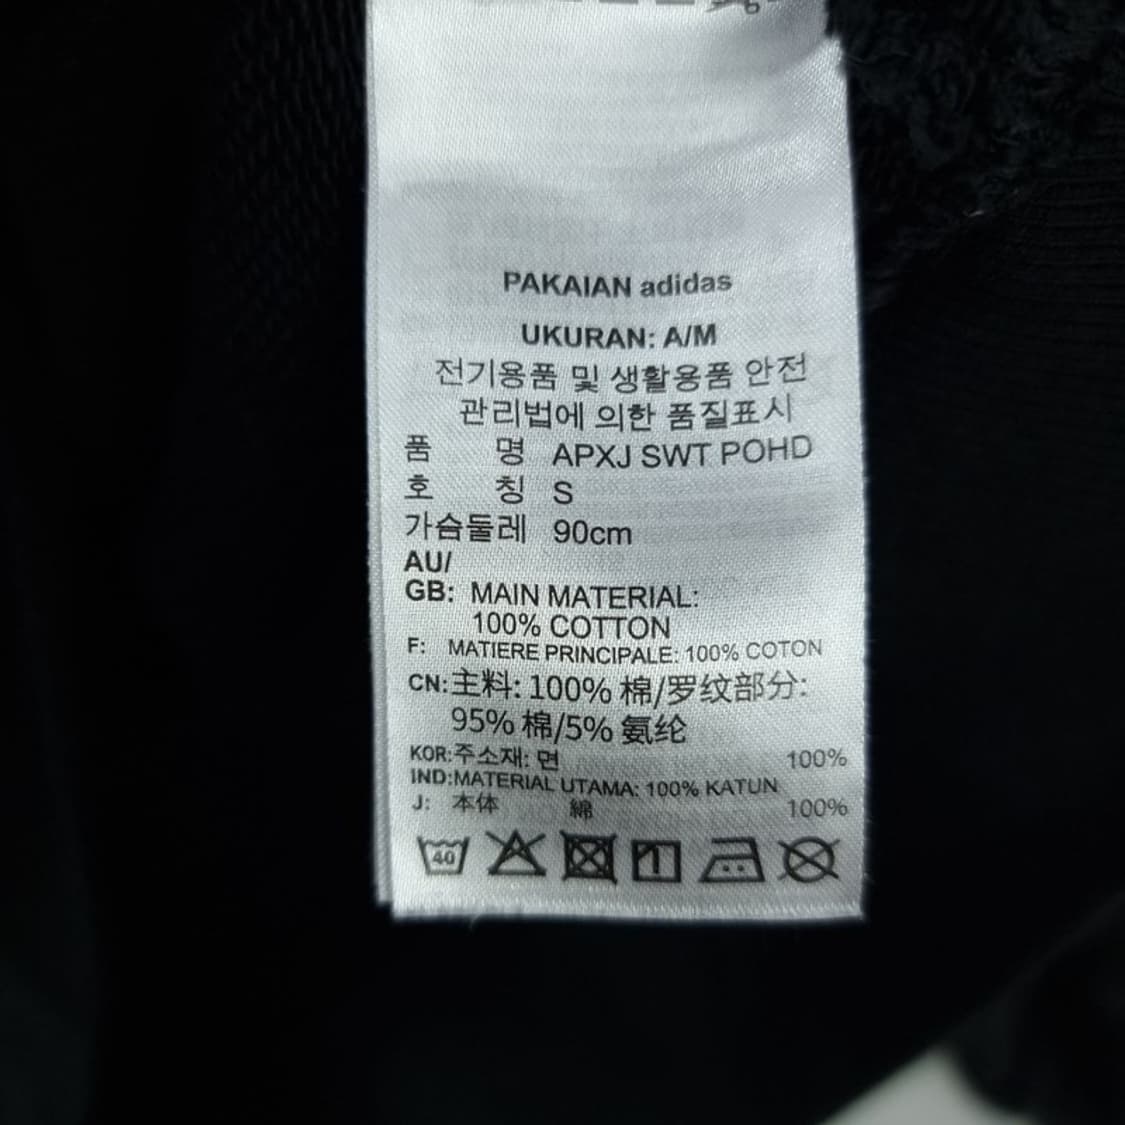 PAKAIAN adidas
UKURAN: A/M
전기용품 및 생활용품 안전
관리법에 의한 품질표시
품 명 APXJ SWT POHD
호 칭 S
가슴둘레 90cm
AU/
GB: MAIN MATERIAL:
100% COTTON
F: MATIERE PRINCIPALE: 100% COTON
CN:主料: 100% 棉/罗纹部分:
95% 棉/5% 氨纶
KOR:주소재: 면 100%
IND:MATERIAL UTAMA: 100% KATUN
J: 本体 綿 100%
40